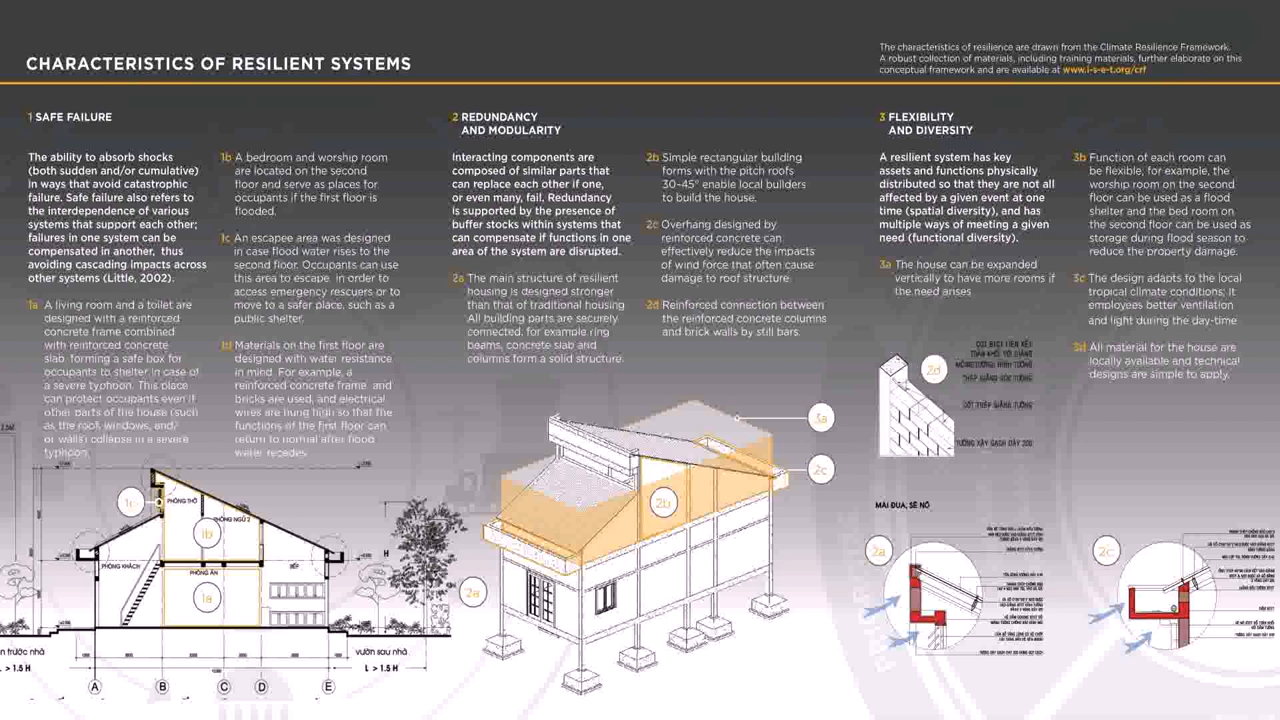 CHARACTERISTICS OF RESILIENT SYSTEMS
The characteristics of resilience are drawn from the Climate Resilience Framework.
A robust collection of materials, including training materials, further elaborate on this
conceptual framework and are available at www.i-s-e-t.org/crf
1 SAFE FAILURE
The ability to absorb shocks
(both sudden and/or cumulative)
in ways that avoid catastrophic
failure. Safe failure also refers to
the interdependence of various
systems that support each other;
failures in one system can be
compensated in another, thus
avoiding cascading impacts across
other systems (Little, 2002).
1a A living room and a toilet are
designed with a reinforced
concrete frame combined
with reinforced concrete
slab forming a safe box for
occupants to shelter in case of
a severe typhoon. This place
can protect occupants even if
other parts of the house (such
as the roof, windows, and/
or walls) collapse in a severe
typhoon.
1b A bedroom and worship room
are located on the second
floor and serve as places for
occupants if the first floor is
flooded.
1c An escapee area was designed
in case flood water rises to the
second floor. Occupants can use
this area to escape, in order to
access emergency rescuers or to
move to a safer place, such as a
public shelter.
1d Materials on the first floor are
designed with water resistance
in mind. For example, a
reinforced concrete frame and
bricks are used, and electrical
wires are hung high so that the
functions of the first floor can
return to normal after flood
water recedes.
2 REDUNDANCY
AND MODULARITY
Interacting components are
composed of similar parts that
can replace each other if one,
or even many, fail. Redundancy
is supported by the presence of
buffer stocks within systems that
can compensate if functions in one
area of the system are disrupted.
2a The main structure of resilient
housing is designed stronger
than that of traditional housing
All building parts are securely
connected, for example ring
beams, concrete slab and
columns form a solid structure.
2b Simple rectangular building
forms with the pitch roofs
30-45° enable local builders
to build the house.
2c Overhang designed by
reinforced concrete can
effectively reduce the impacts
of wind force that often cause
damage to roof structure.
2d Reinforced connection between
the reinforced concrete columns
and brick walls by still bars.
3 FLEXIBILITY
AND DIVERSITY
A resilient system has key
assets and functions physically
distributed so that they are not all
affected by a given event at one
time (spatial diversity), and has
multiple ways of meeting a given
need (functional diversity).
3a The house can be expanded
vertically to have more rooms if
the need arises
3b Function of each room can
be flexible, for example, the
worship room on the second
floor can be used as a flood
shelter and the bed room on
the second floor can be used as
storage during flood season to
reduce the property damage.
3c The design adapts to the local
tropical climate conditions; it
employees better ventilation
and light during the day-time
3d All material for the house are
locally available and technical
designs are simple to apply.
1c
PHÒNG THỜ
PHÒNG NGỦ 2
1b
PHÒNG KHÁCH
PHÒNG ĂN
BẾP
1a
H
n trước nhà
L > 1.5 H
vườn sau nhà
L > 1.5 H
A B C D E
3a
2c
2b
2a
2d
CỐT THÉP GIẰNG TƯỜNG
TƯỜNG XÂY GẠCH DÀY 200
MÁI ĐUA, SÊ NÔ
2a
2c